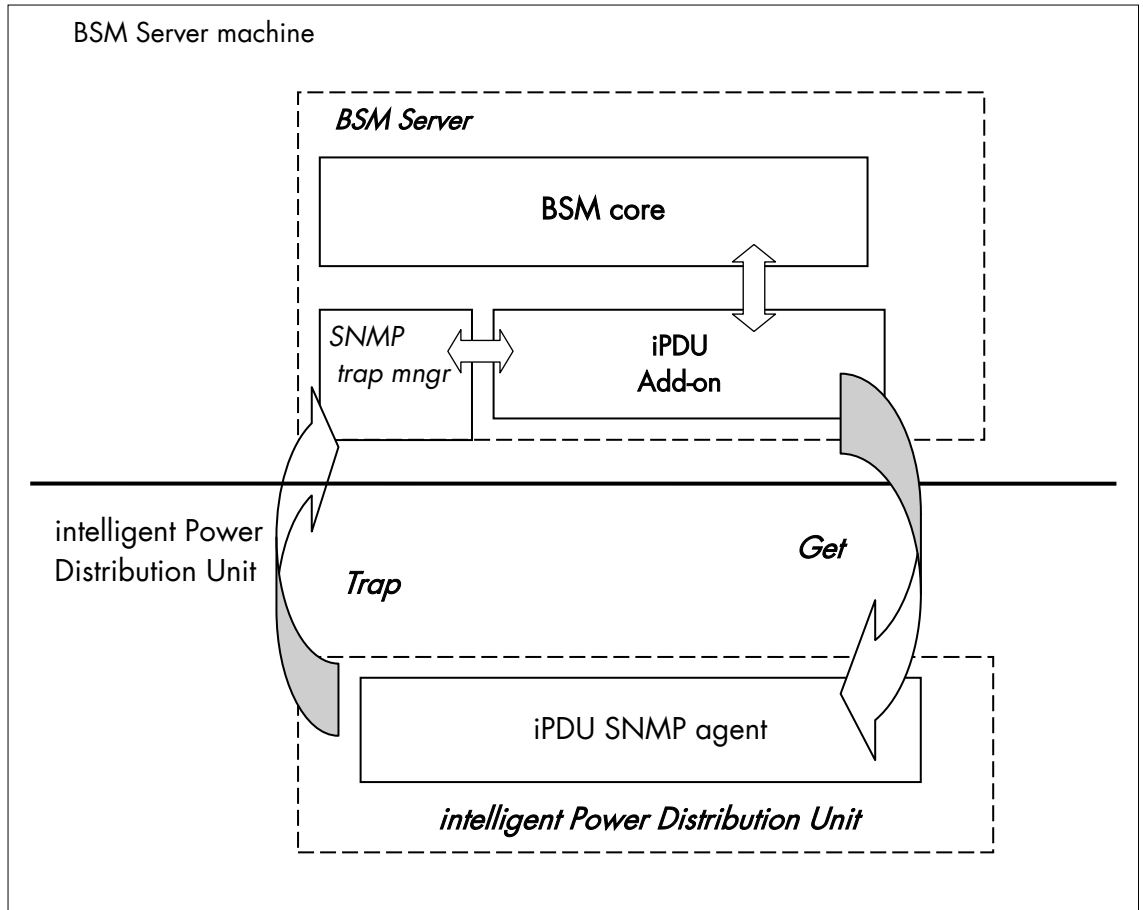 BSM Server machine
BSM Server
BSM core
SNMP
trap mngr
iPDU
Add-on
intelligent Power
Distribution Unit
Get
Trap
iPDU SNMP agent
intelligent Power Distribution Unit